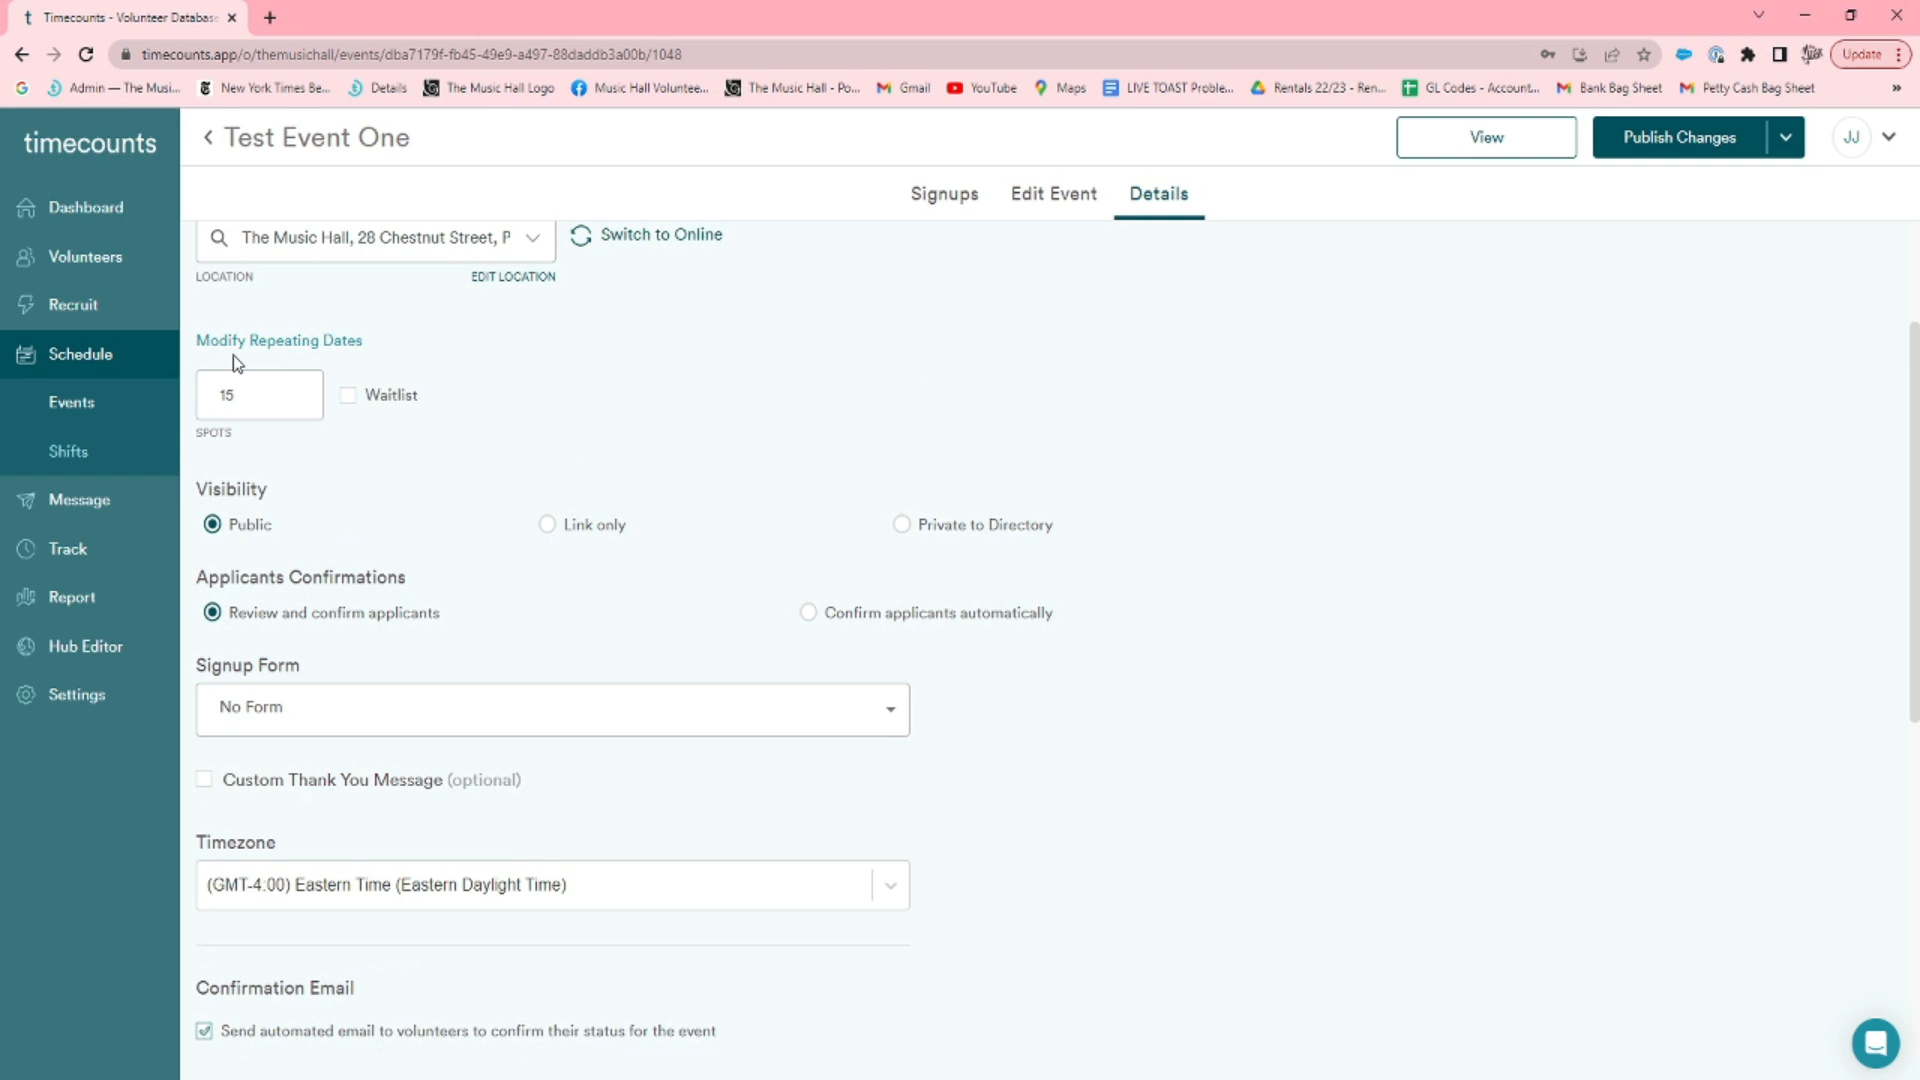 Timecounts - Volunteer Databas
timecounts.app/o/themusichall/events/dba7179f-fb45-49e9-a497-88daddb3a00b/1048
Update
Admin — The Musi...
New York Times Be...
Details
The Music Hall Logo
Music Hall Voluntee...
The Music Hall - Po...
Gmail
YouTube
Maps
LIVE TOAST Proble...
Rentals 22/23 - Ren...
GL Codes - Account...
Bank Bag Sheet
Petty Cash Bag Sheet
»
timecounts
Test Event One
View
Publish Changes
JJ
Signups
Edit Event
Details
Dashboard
Volunteers
Recruit
Schedule
Events
Shifts
Message
Track
Report
Hub Editor
Settings
The Music Hall, 28 Chestnut Street, P
Switch to Online
LOCATION
EDIT LOCATION
Modify Repeating Dates
15
Waitlist
SPOTS
Visibility
Public
Link only
Private to Directory
Applicants Confirmations
Review and confirm applicants
Confirm applicants automatically
Signup Form
No Form
Custom Thank You Message (optional)
Timezone
(GMT-4:00) Eastern Time (Eastern Daylight Time)
Confirmation Email
Send automated email to volunteers to confirm their status for the event